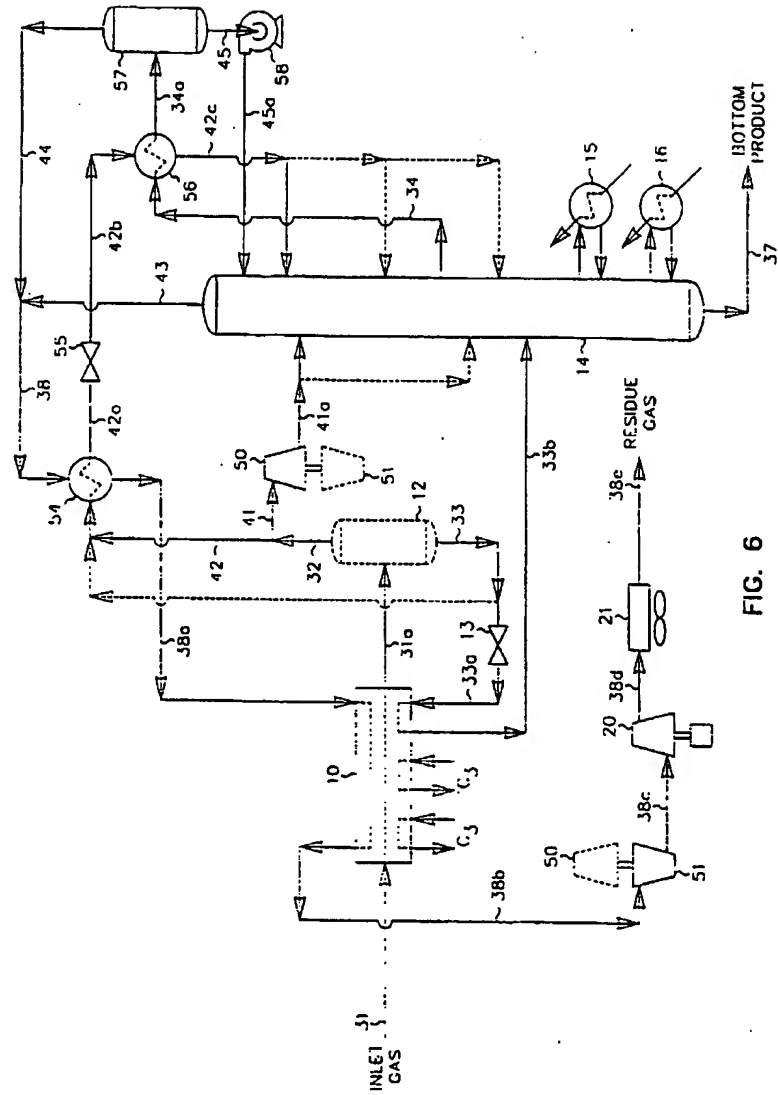 44
57
45
58
34a
45a
42c
56
42b
34
15
16
43
38
55
42a
54
14
BOTTOM
PRODUCT
37
41a
50
51
41
12
33b
42
32
33
38a
31a
13
33a
10
C3
C3
RESIDUE
GAS
38e
21
38d
20
38c
50
51
38b
31
INLET
GAS
FIG. 6